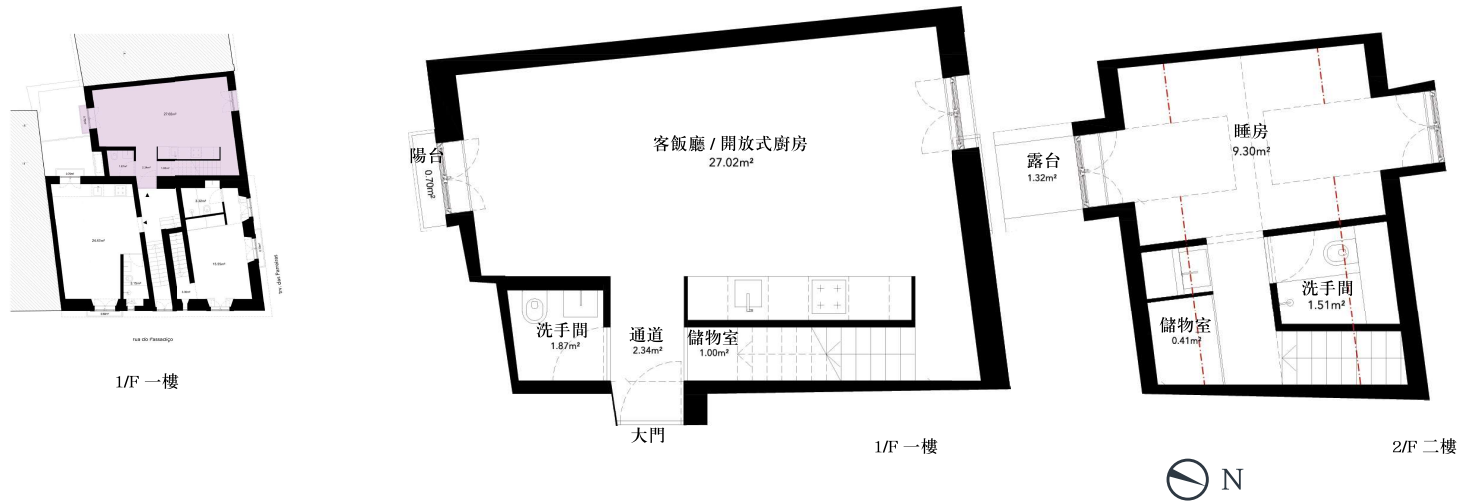 rua do Passadiço
1/F 一樓
陽台
0.70m²
客飯廳 / 開放式廚房
27.02m²
洗手間
1.87m²
通道
2.34m²
儲物室
1.00m²
大門
1/F 一樓
露台
1.32m²
睡房
9.30m²
洗手間
1.51m²
儲物室
0.41m²
2/F 二樓
N